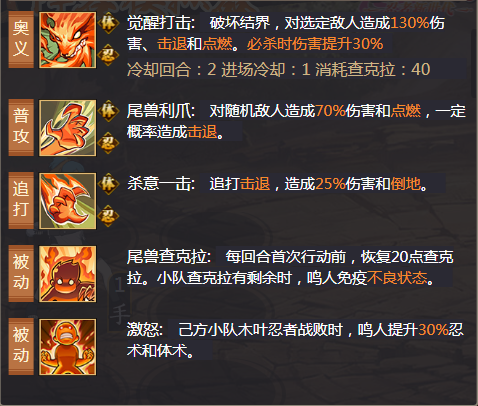 奥义
体
忍
觉醒打击: 破坏结界，对选定敌人造成130%伤
害、击退和点燃。必杀时伤害提升30%
冷却回合：2 进场冷却：1 消耗查克拉：40
普攻
体
忍
尾兽利爪: 对随机敌人造成70%伤害和点燃，一定
概率造成击退。
追打
体
忍
杀意一击: 追打击退，造成25%伤害和倒地。
被动
尾兽查克拉: 每回合首次行动前，恢复20点查克
拉。小队查克拉有剩余时，鸣人免疫不良状态。
1
手
被动
激怒: 己方小队木叶忍者战败时，鸣人提升30%忍
术和体术。